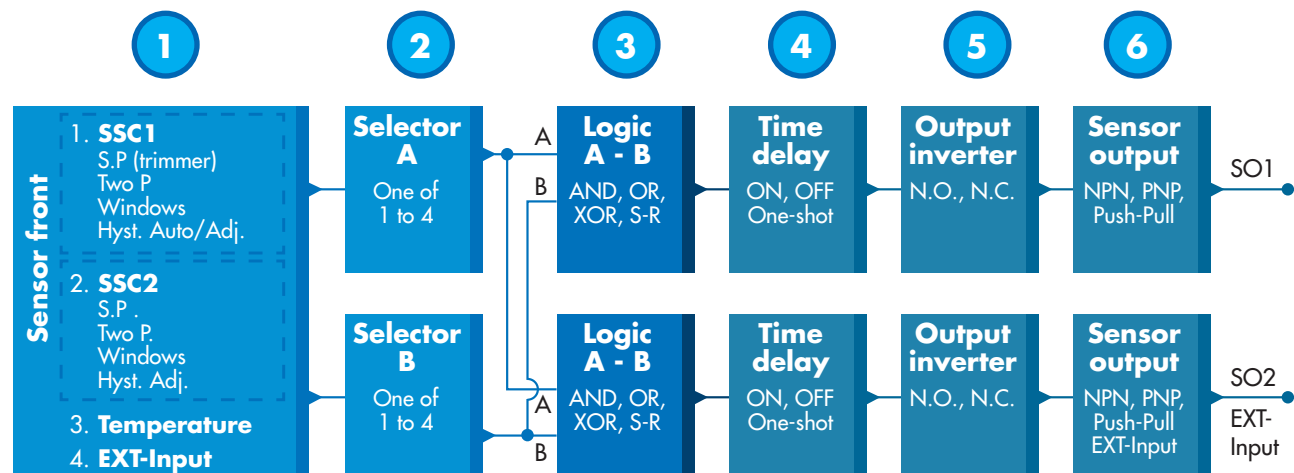 1
2
3
4
5
6
Sensor front
1. SSC1
S.P (trimmer)
Two P
Windows
Hyst. Auto/Adj.
2. SSC2
S.P .
Two P.
Windows
Hyst. Adj.
3. Temperature
4. EXT-Input
Selector
A
One of
1 to 4
A
B
Logic
A - B
AND, OR,
XOR, S-R
Time
delay
ON, OFF
One-shot
Output
inverter
N.O., N.C.
Sensor
output
NPN, PNP,
Push-Pull
SO1
Selector
B
One of
1 to 4
A
B
Logic
A - B
AND, OR,
XOR, S-R
Time
delay
ON, OFF
One-shot
Output
inverter
N.O., N.C.
Sensor
output
NPN, PNP,
Push-Pull
EXT-Input
SO2
EXT-
Input